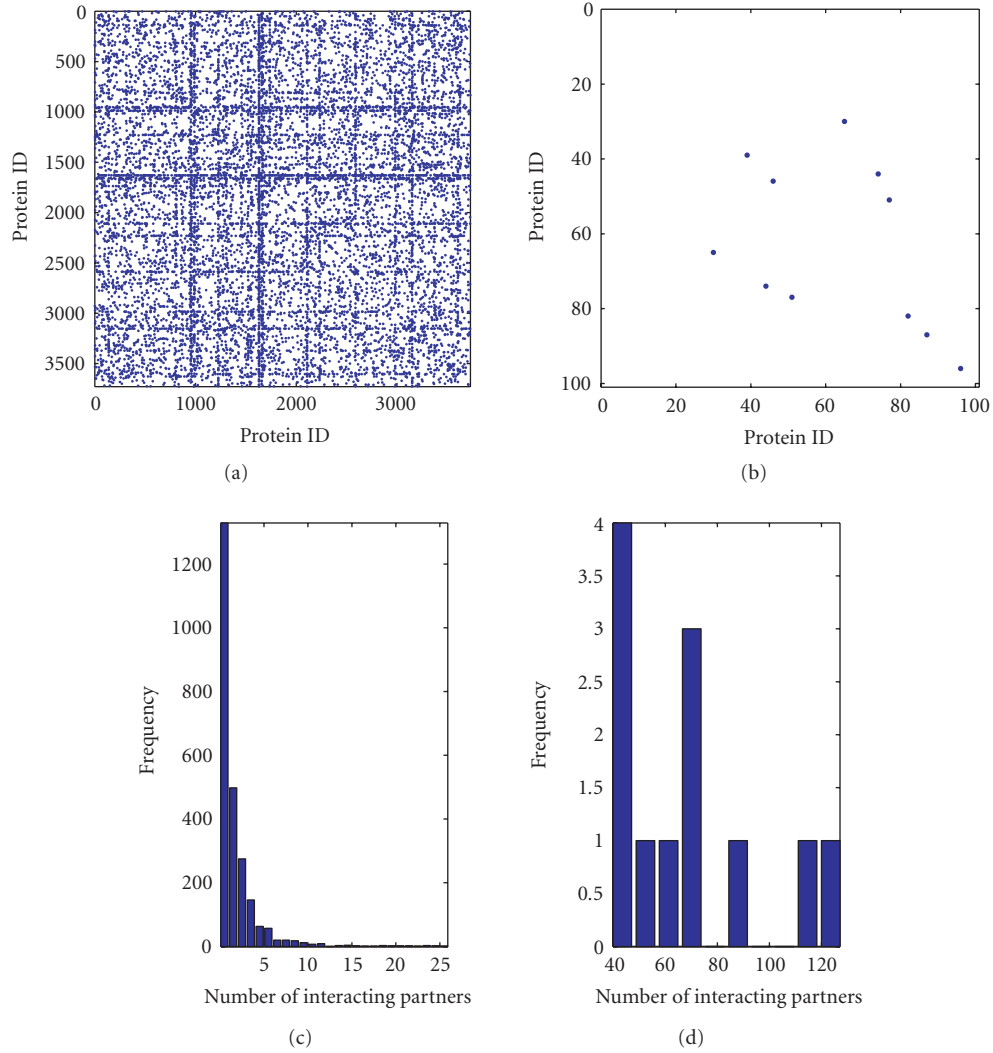 0
500
1000
1500
2000
2500
3000
3500
Protein ID
0 1000 2000 3000
Protein ID
(a)
0
20
40
60
80
100
Protein ID
0 20 40 60 80 100
Protein ID
(b)
1200
1000
800
600
400
200
0
Frequency
5 10 15 20 25
Number of interacting partners
(c)
4
3.5
3
2.5
2
1.5
1
0.5
0
Frequency
40 60 80 100 120
Number of interacting partners
(d)